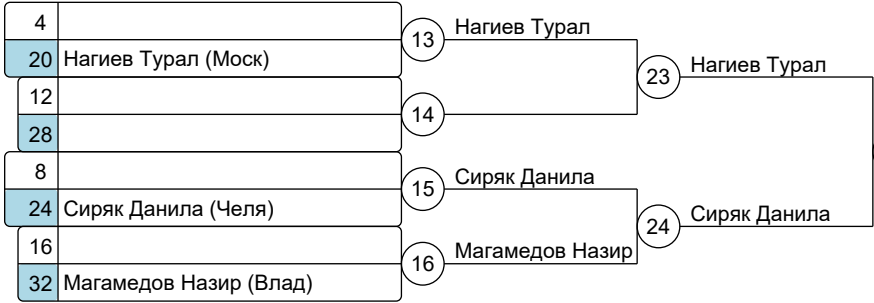 4
20 Нагиев Турал (Моск)
12
28
8
24 Сиряк Данила (Челя)
16
32 Магамедов Назир (Влад)
13 Нагиев Турал
14
15 Сиряк Данила
16 Магамедов Назир
23 Нагиев Турал
24 Сиряк Данила